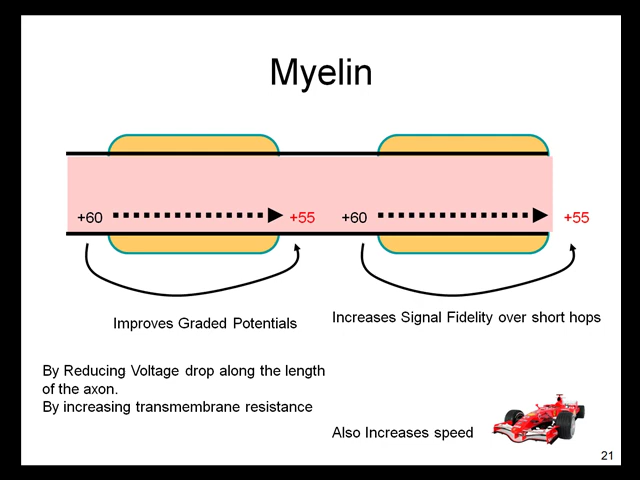 Myelin
+60
+55
+60
+55
Improves Graded Potentials
Increases Signal Fidelity over short hops
By Reducing Voltage drop along the length
of the axon.
By increasing transmembrane resistance
Also Increases speed
21